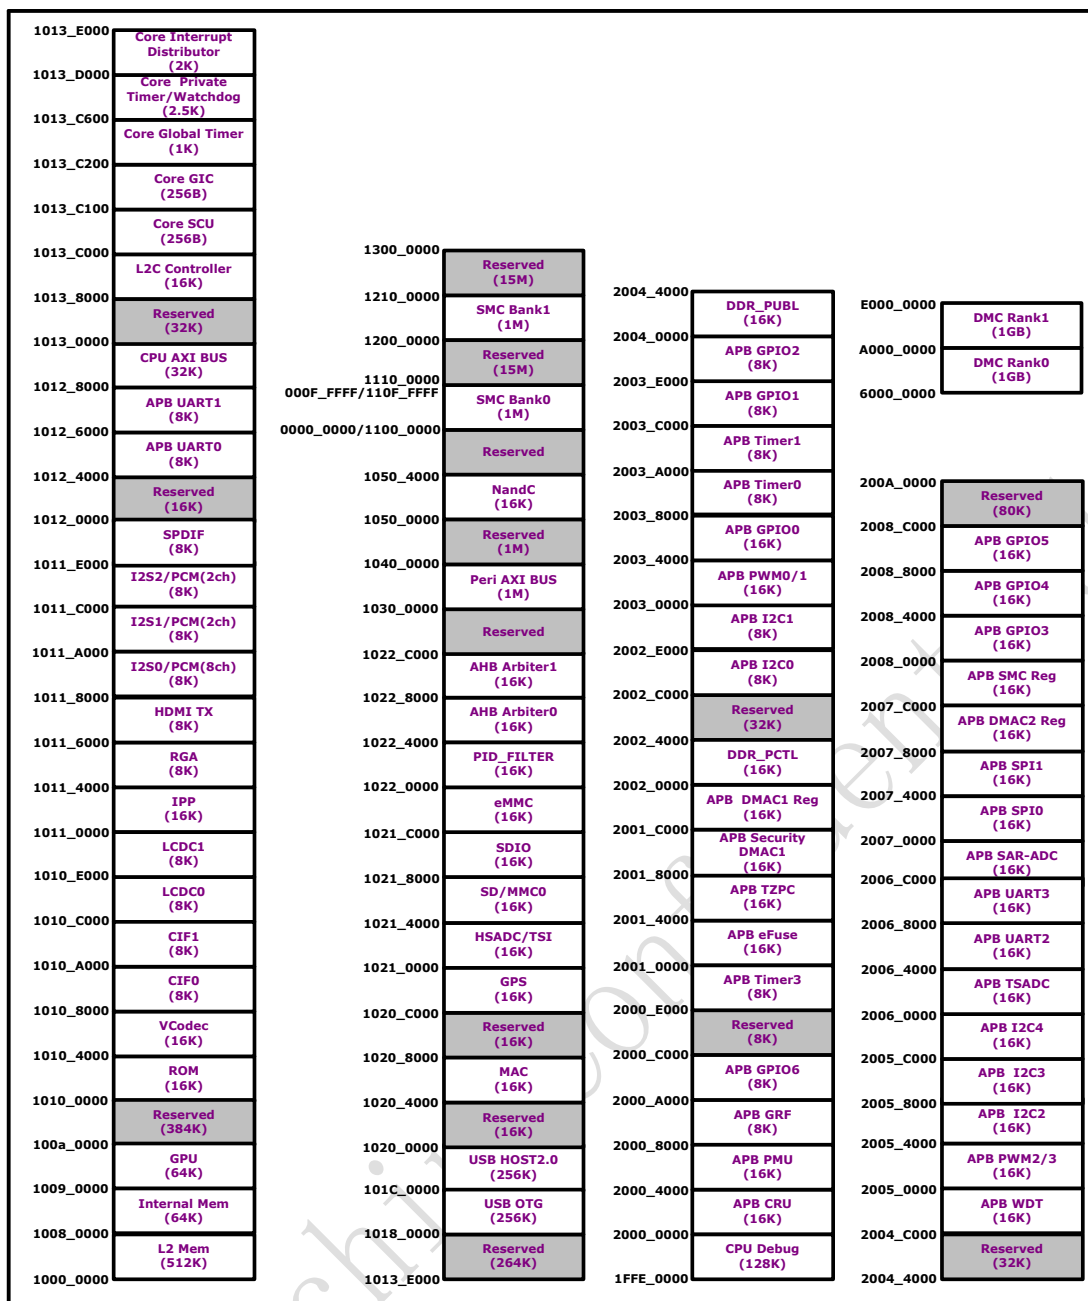 1013_E000
Core Interrupt
Distributor
(2K)
1013_D000
Core Private
Timer/Watchdog
(2.5K)
1013_C600
Core Global Timer
(1K)
1013_C200
Core GIC
(256B)
1013_C100
Core SCU
(256B)
1013_C000
L2C Controller
(16K)
1013_8000
Reserved
(32K)
1013_0000
CPU AXI BUS
(32K)
1012_8000
APB UART1
(8K)
1012_6000
APB UART0
(8K)
1012_4000
Reserved
(16K)
1012_0000
SPDIF
(8K)
1011_E000
I2S2/PCM(2ch)
(8K)
1011_C000
I2S1/PCM(2ch)
(8K)
1011_A000
I2S0/PCM(8ch)
(8K)
1011_8000
HDMI TX
(8K)
1011_6000
RGA
(8K)
1011_4000
IPP
(16K)
1011_0000
LCDC1
(8K)
1010_E000
LCDC0
(8K)
1010_C000
CIF1
(8K)
1010_A000
CIF0
(8K)
1010_8000
VCodec
(16K)
1010_4000
ROM
(16K)
1010_0000
Reserved
(384K)
100a_0000
GPU
(64K)
1009_0000
Internal Mem
(64K)
1008_0000
L2 Mem
(512K)
1000_0000
1300_0000
Reserved
(15M)
1210_0000
SMC Bank1
(1M)
1200_0000
Reserved
(15M)
1110_0000
000F_FFFF/110F_FFFF
SMC Bank0
(1M)
0000_0000/1100_0000
Reserved
1050_4000
NandC
(16K)
1050_0000
Reserved
(1M)
1040_0000
Peri AXI BUS
(1M)
1030_0000
Reserved
1022_C000
AHB Arbiter1
(16K)
1022_8000
AHB Arbiter0
(16K)
1022_4000
PID_FILTER
(16K)
1022_0000
eMMC
(16K)
1021_C000
SDIO
(16K)
1021_8000
SD/MMC0
(16K)
1021_4000
HSADC/TSI
(16K)
1021_0000
GPS
(16K)
1020_C000
Reserved
(16K)
1020_8000
MAC
(16K)
1020_4000
Reserved
(16K)
1020_0000
USB HOST2.0
(256K)
101C_0000
USB OTG
(256K)
1018_0000
Reserved
(264K)
1013_E000
2004_4000
DDR_PUBL
(16K)
2004_0000
APB GPIO2
(8K)
2003_E000
APB GPIO1
(8K)
2003_C000
APB Timer1
(8K)
2003_A000
APB Timer0
(8K)
2003_8000
APB GPIO0
(16K)
2003_4000
APB PWM0/1
(16K)
2003_0000
APB I2C1
(8K)
2002_E000
APB I2C0
(8K)
2002_C000
Reserved
(32K)
2002_4000
DDR_PCTL
(16K)
2002_0000
APB DMAC1 Reg
(16K)
2001_C000
APB Security
DMAC1
(16K)
2001_8000
APB TZPC
(16K)
2001_4000
APB eFuse
(16K)
2001_0000
APB Timer3
(8K)
2000_E000
Reserved
(8K)
2000_C000
APB GPIO6
(8K)
2000_A000
APB GRF
(8K)
2000_8000
APB PMU
(16K)
2000_4000
APB CRU
(16K)
2000_0000
CPU Debug
(128K)
1FFE_0000
E000_0000
DMC Rank1
(1GB)
A000_0000
DMC Rank0
(1GB)
6000_0000
200A_0000
Reserved
(80K)
2008_C000
APB GPIO5
(16K)
2008_8000
APB GPIO4
(16K)
2008_4000
APB GPIO3
(16K)
2008_0000
APB SMC Reg
(16K)
2007_C000
APB DMAC2 Reg
(16K)
2007_8000
APB SPI1
(16K)
2007_4000
APB SPI0
(16K)
2007_0000
APB SAR-ADC
(16K)
2006_C000
APB UART3
(16K)
2006_8000
APB UART2
(16K)
2006_4000
APB TSADC
(16K)
2006_0000
APB I2C4
(16K)
2005_C000
APB I2C3
(16K)
2005_8000
APB I2C2
(16K)
2005_4000
APB PWM2/3
(16K)
2005_0000
APB WDT
(16K)
2004_C000
Reserved
(32K)
2004_4000